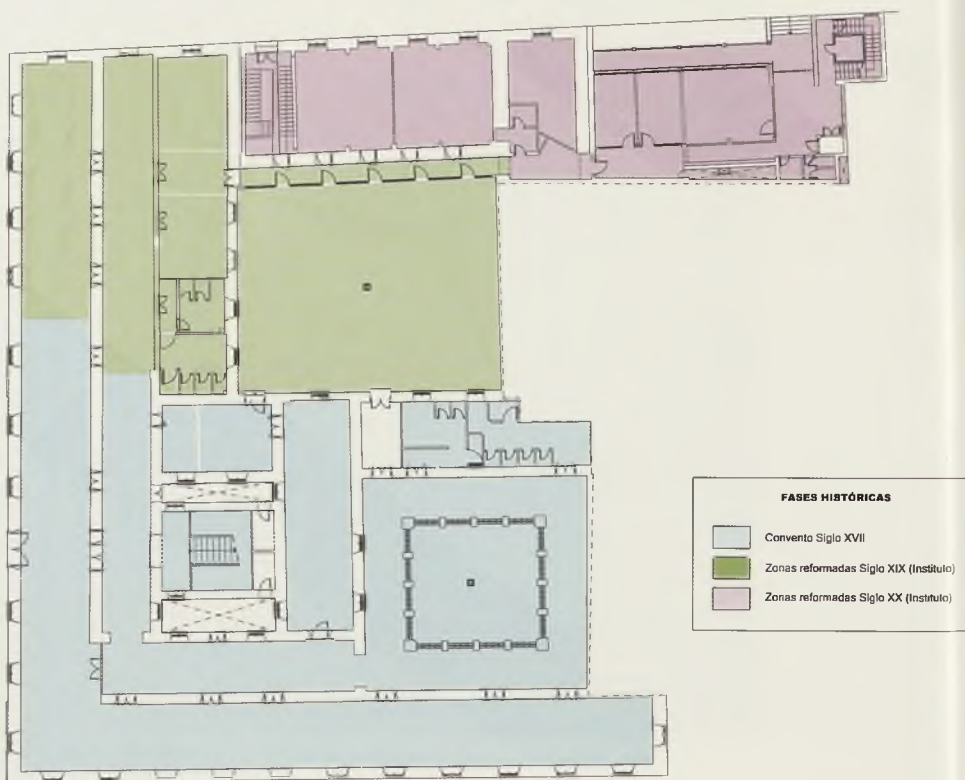 FASES HISTÓRICAS
Convento Siglo XVII
Zonas reformadas Siglo XIX (Instituto)
Zonas reformadas Siglo XX (Instituto)